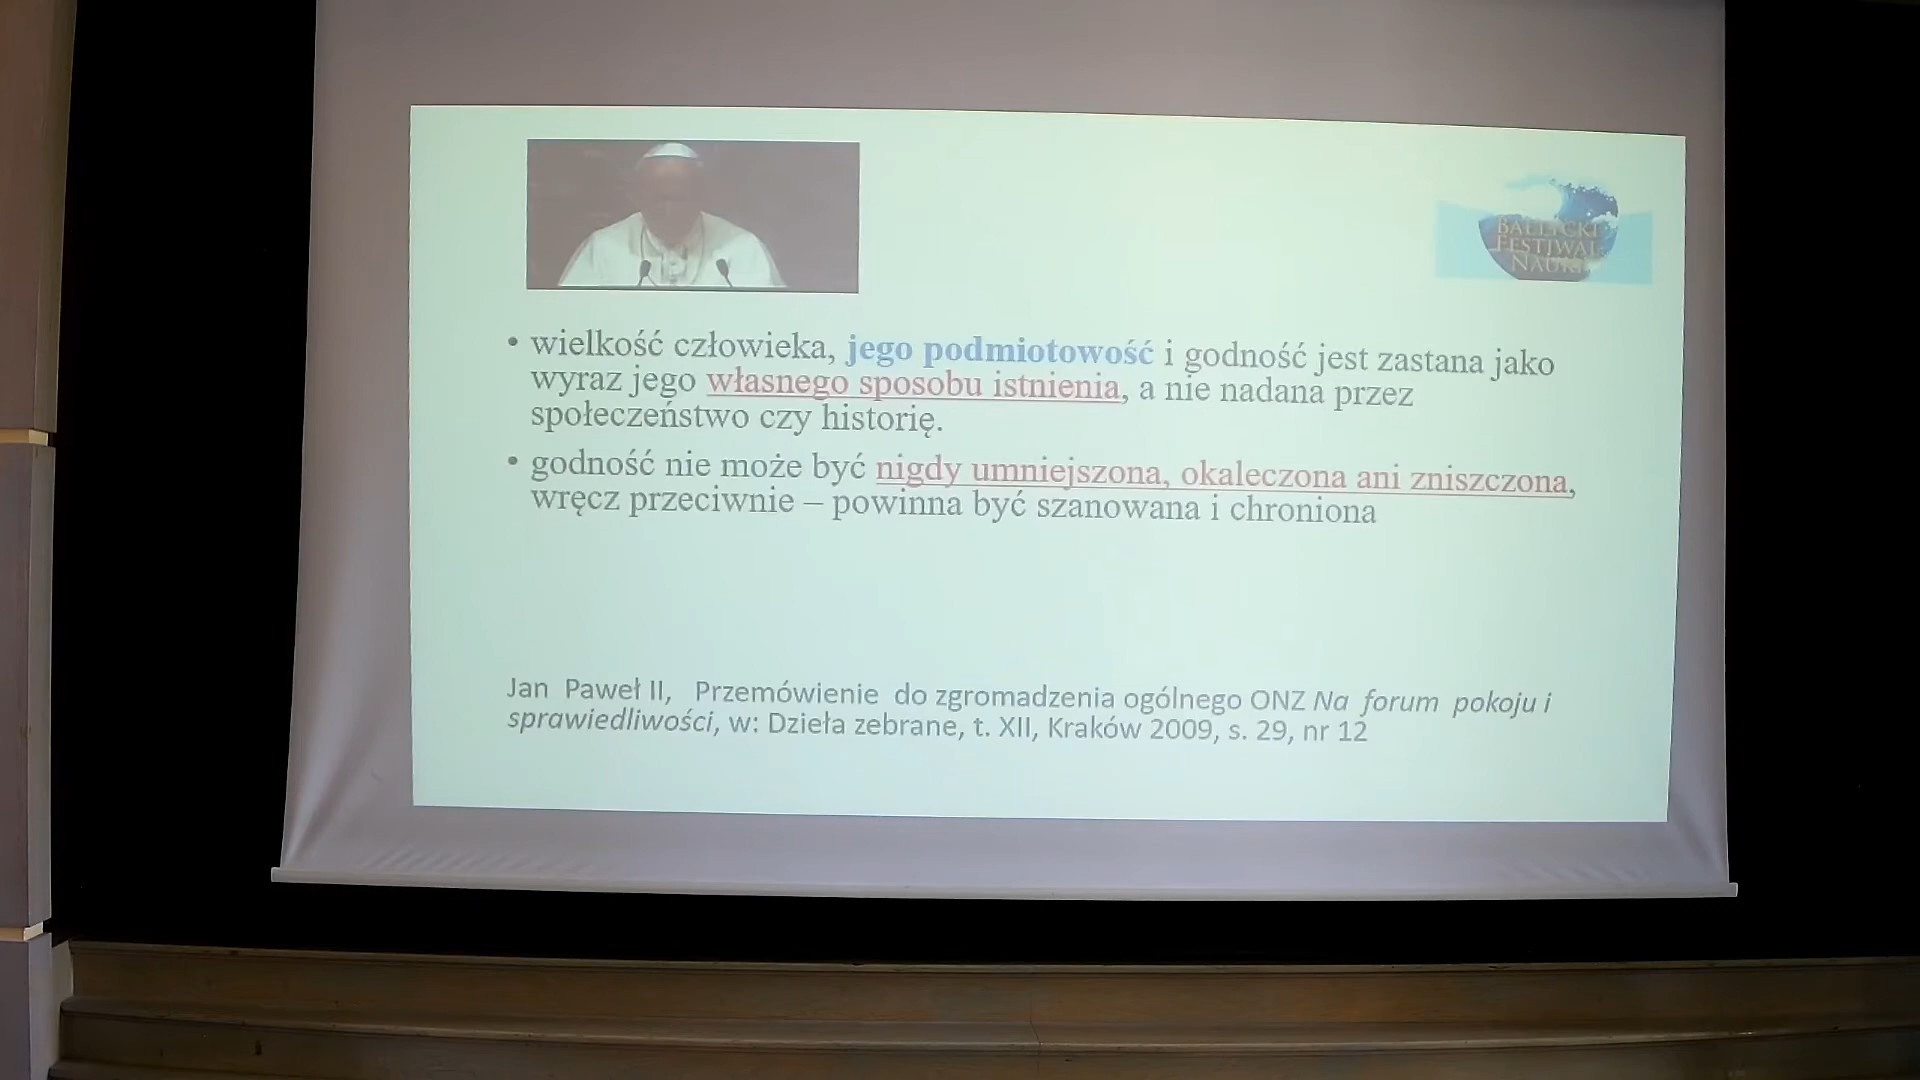 BAŁTYCKI
FESTIWAL
NAUKI
• wielkość człowieka, jego podmiotowość i godność jest zastana jako
wyraz jego własnego sposobu istnienia, a nie nadana przez
społeczeństwo czy historię.
• godność nie może być nigdy umniejszona, okaleczona ani zniszczona,
wręcz przeciwnie – powinna być szanowana i chroniona
Jan Paweł II, Przemówienie do zgromadzenia ogólnego ONZ Na forum pokoju i
sprawiedliwości, w: Dzieła zebrane, t. XII, Kraków 2009, s. 29, nr 12